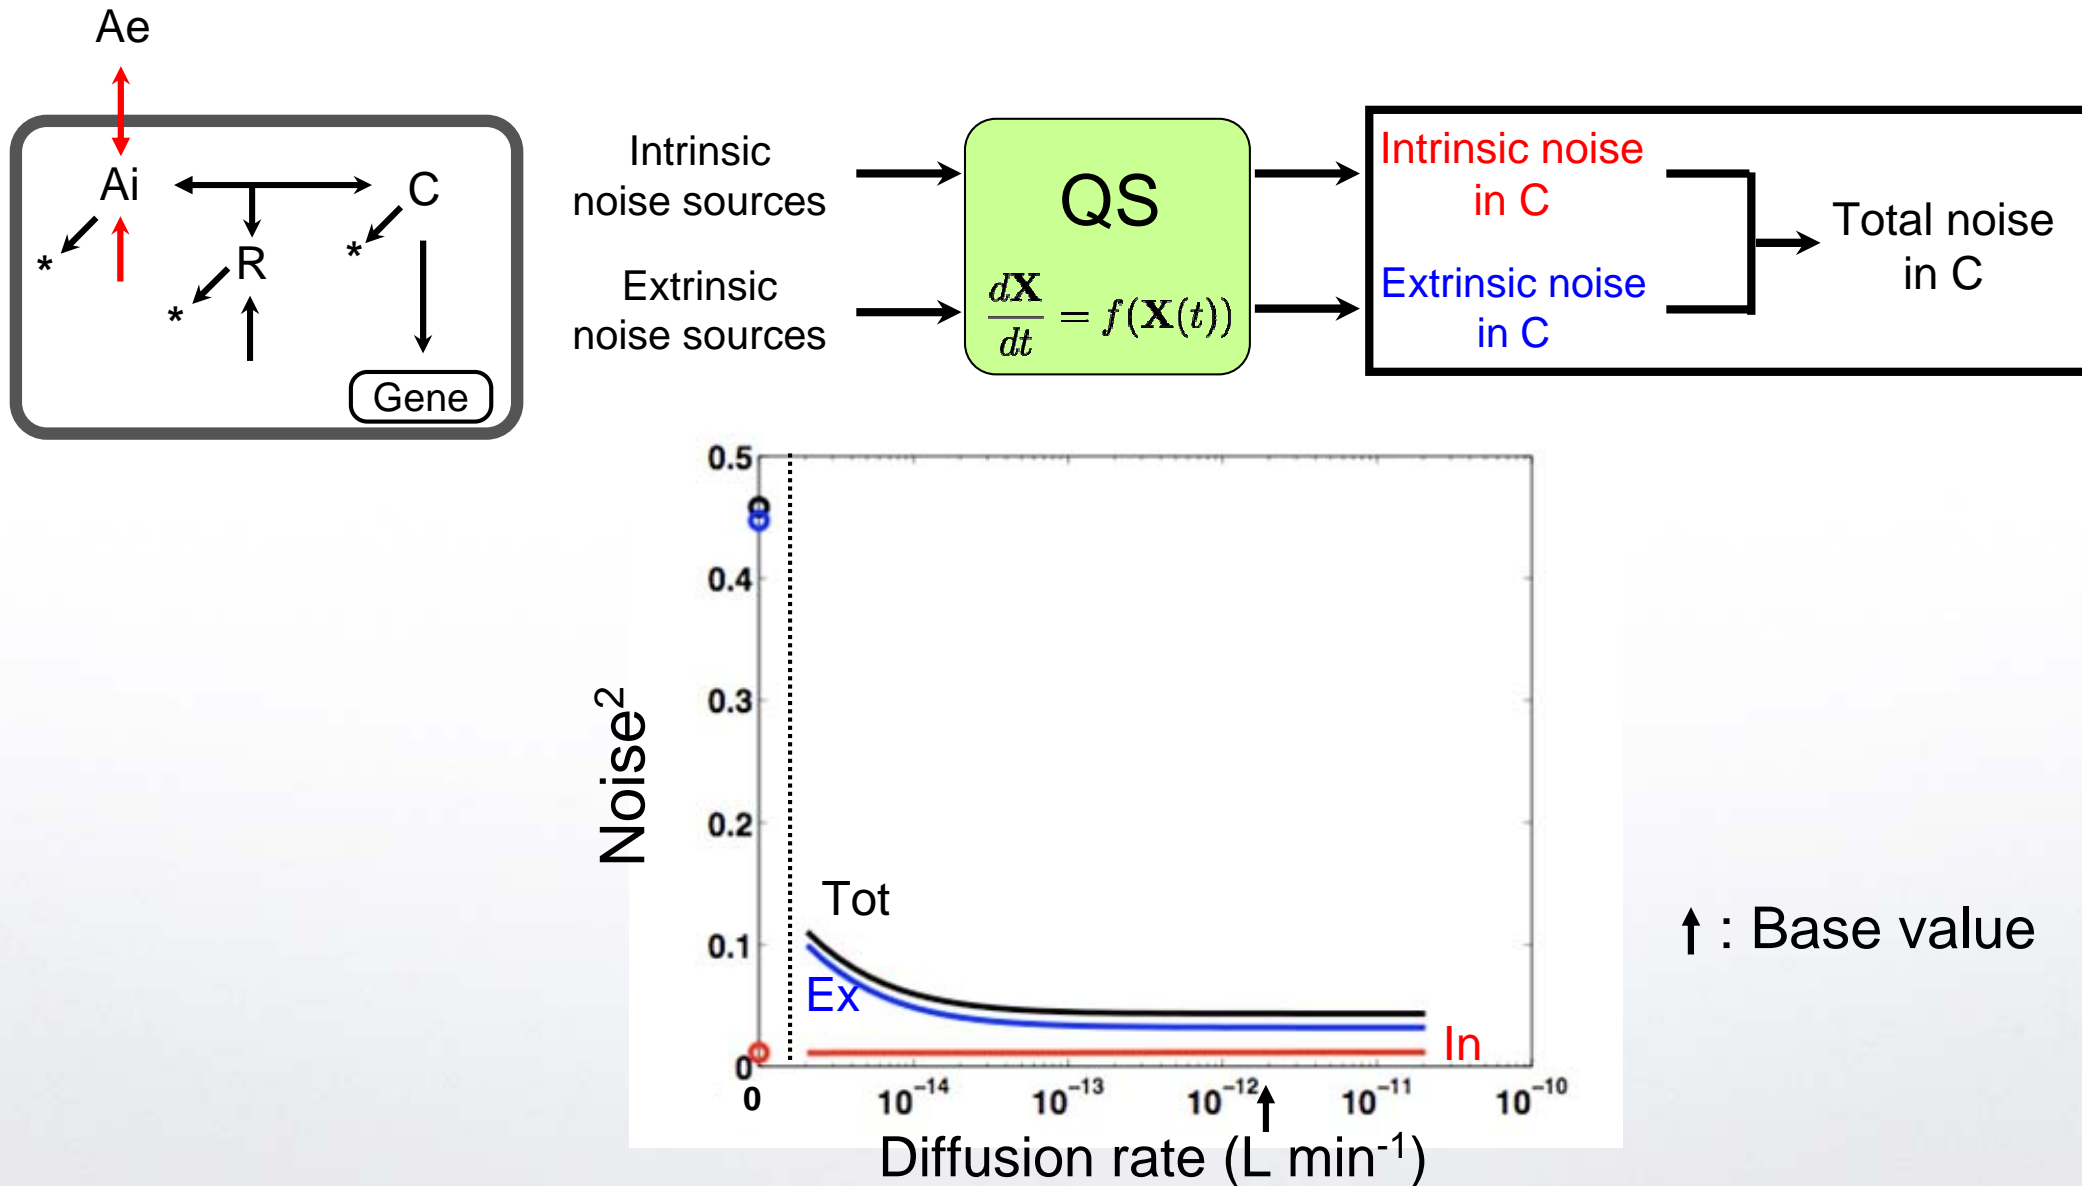 Ae
Ai
C
*
R
*
*
Gene
Intrinsic
noise sources
Extrinsic
noise sources
QS
dX/dt = f(X(t))
Intrinsic noise
in C
Extrinsic noise
in C
Total noise
in C
0.5
0.4
0.3
0.2
0.1
0
Noise²
Tot
Ex
In
0
10⁻¹⁴
10⁻¹³
10⁻¹²
10⁻¹¹
10⁻¹⁰
Diffusion rate (L min⁻¹)
: Base value